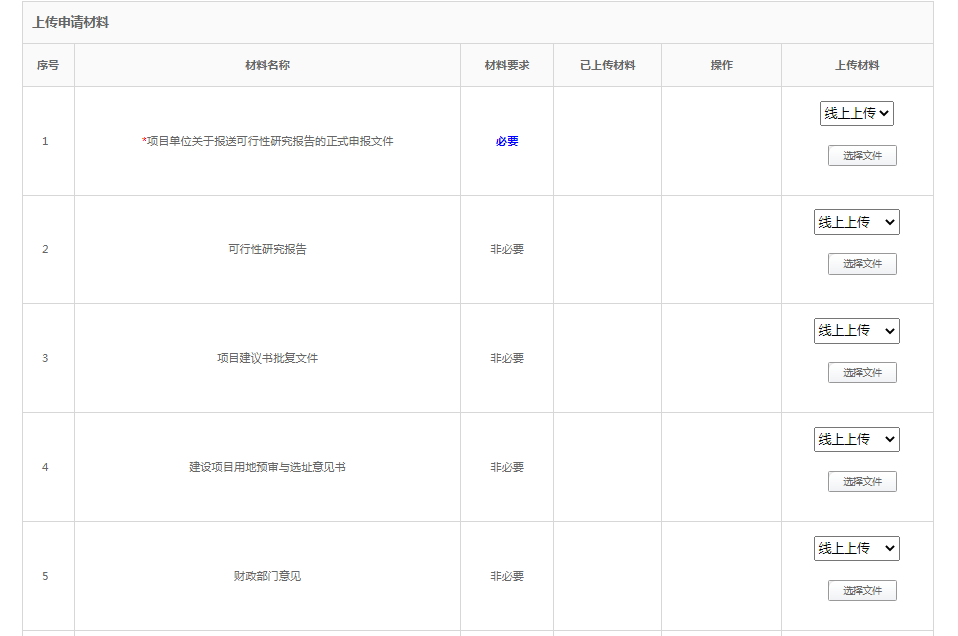 上传申请材料
序号 材料名称 材料要求 已上传材料 操作 上传材料
1 *项目单位关于报送可行性研究报告的正式申报文件 必要 线上上传
选择文件
2 可行性研究报告 非必要 线上上传
选择文件
3 项目建议书批复文件 非必要 线上上传
选择文件
4 建设项目用地预审与选址意见书 非必要 线上上传
选择文件
5 财政部门意见 非必要 线上上传
选择文件